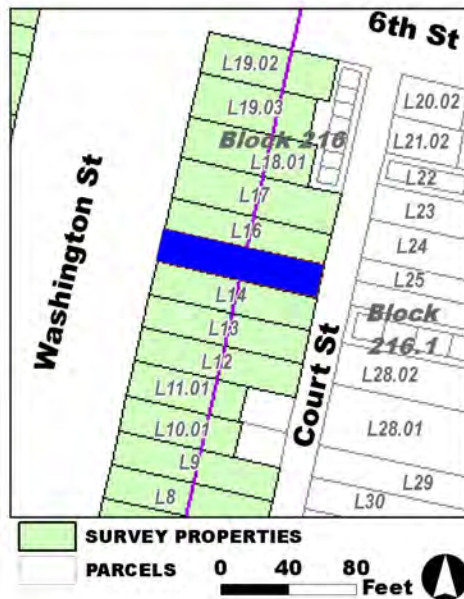 6th St
Washington St
Court St
L19.02
L19.03
Block 216
L18.01
L17
L16
L14
L13
L12
L11.01
L10.01
L9
L8
L20.02
L21.02
L22
L23
L24
L25
Block
216.1
L28.02
L28.01
L29
L30
SURVEY PROPERTIES
PARCELS
0 40 80
Feet